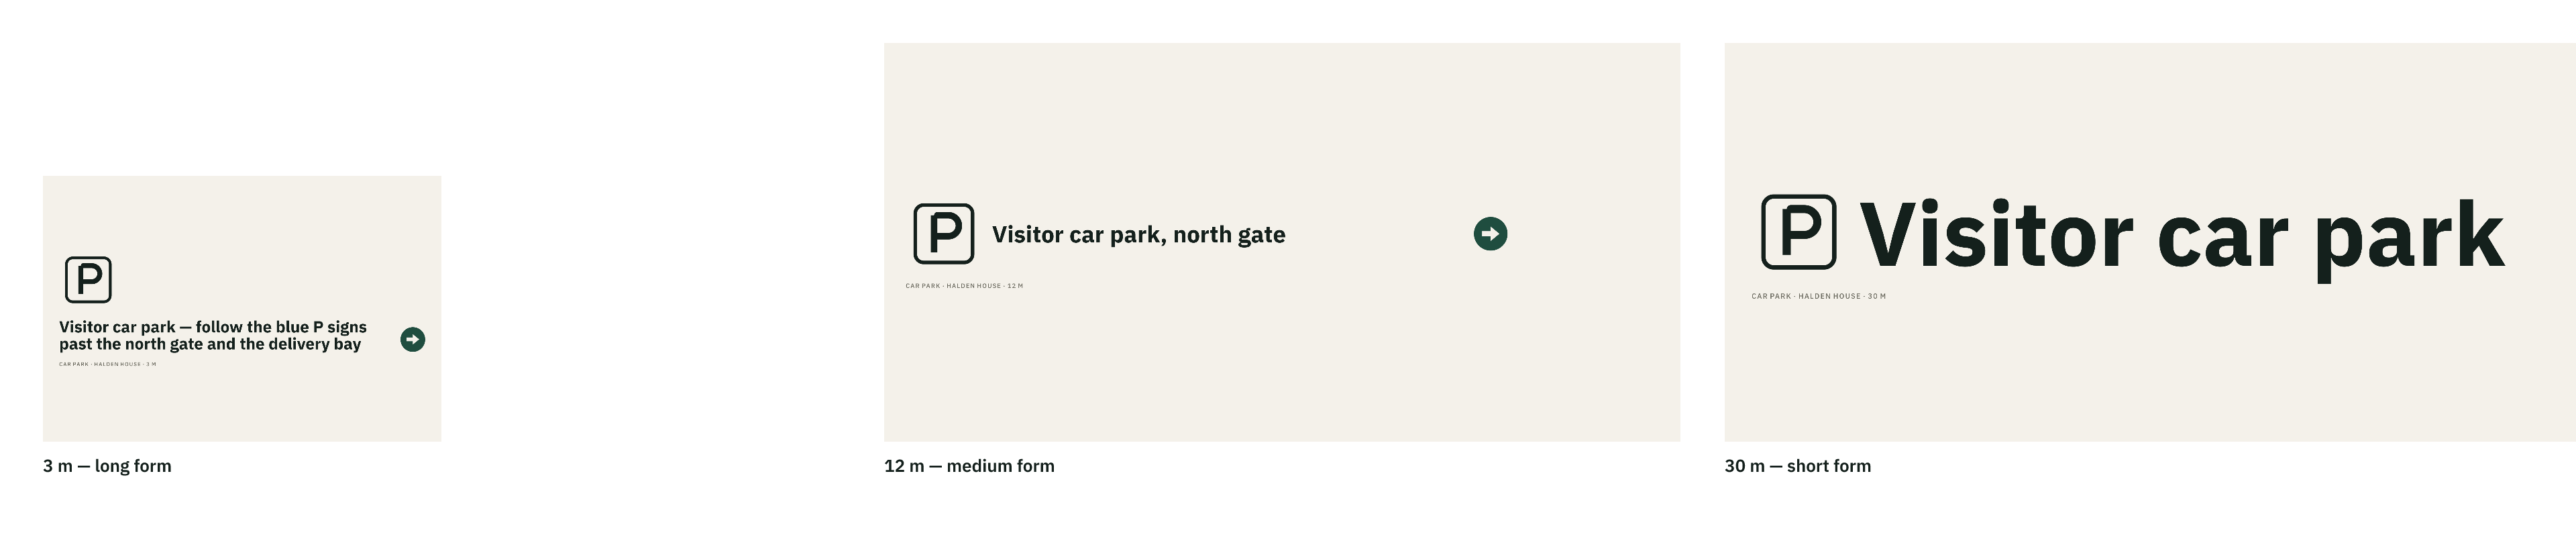 P
Visitor car park — follow the blue P signs
past the north gate and the delivery bay
CAR PARK · HALDEN HOUSE · 3 M
3 m — long form
P
Visitor car park, north gate
CAR PARK · HALDEN HOUSE · 12 M
12 m — medium form
P
Visitor car park
CAR PARK · HALDEN HOUSE · 30 M
30 m — short form